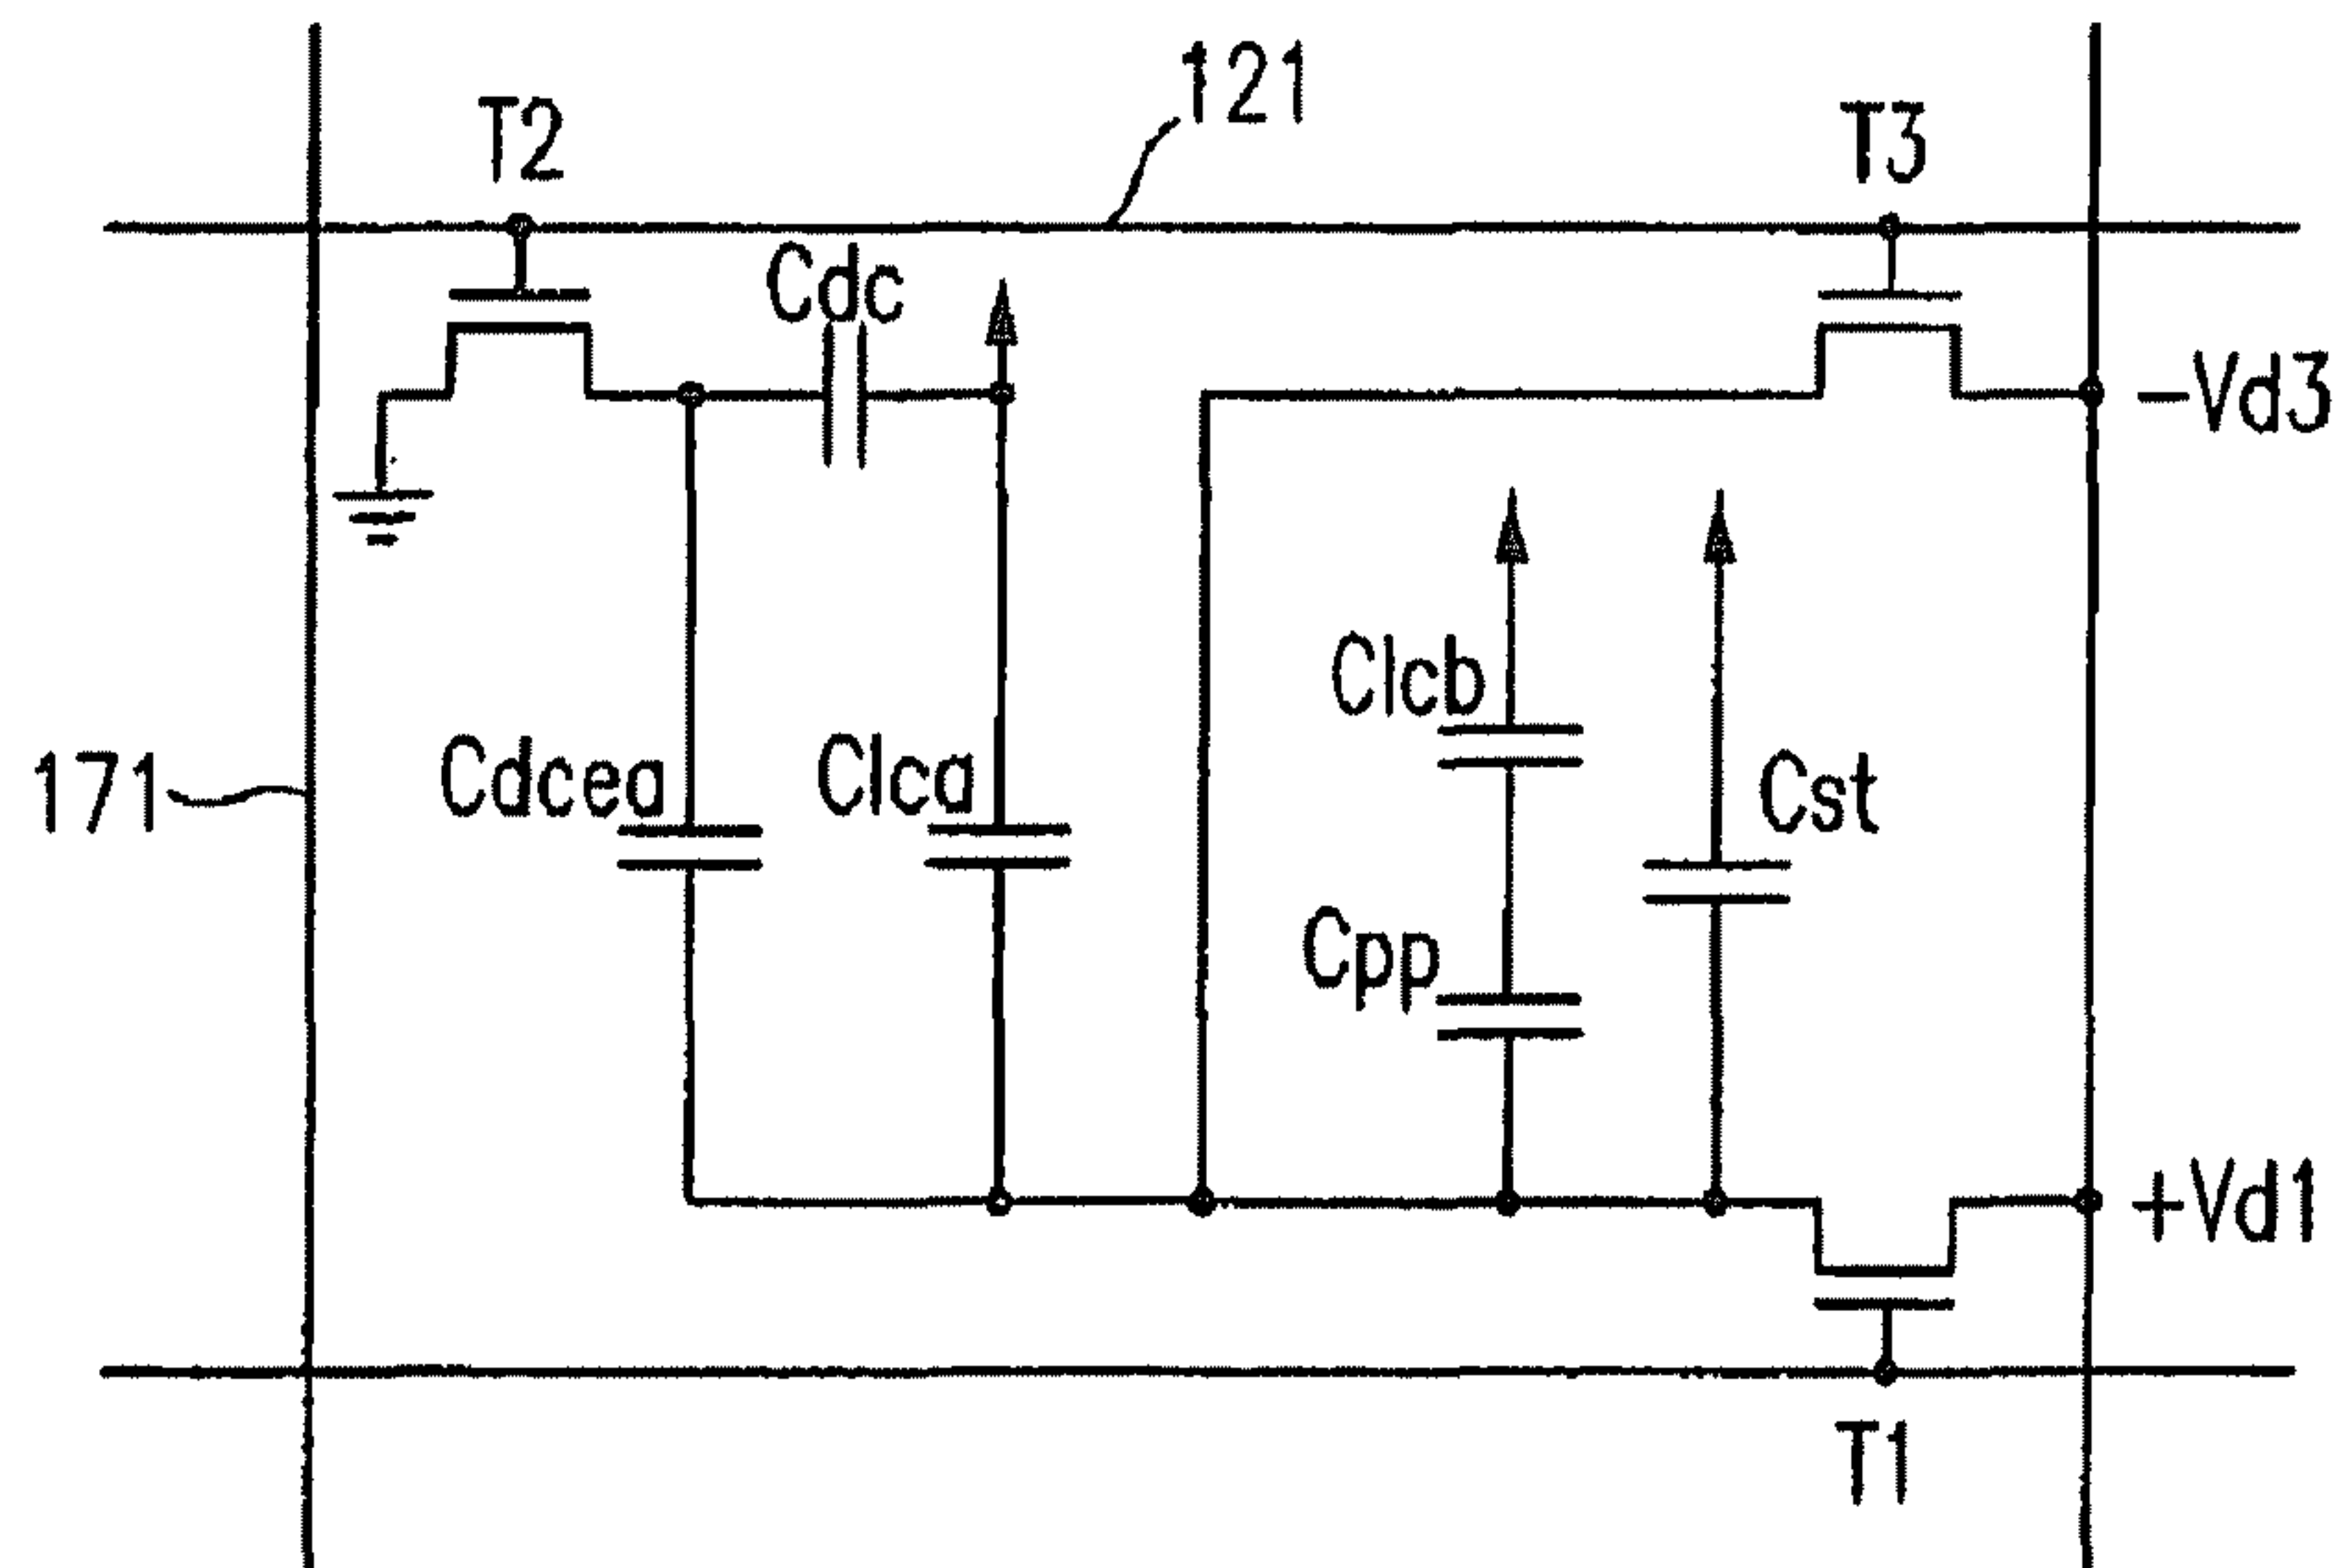 121
T2
T3
Cdc
-Vd3
Clcb
171
Cdcea
Clca
Cst
Cpp
+Vd1
T1